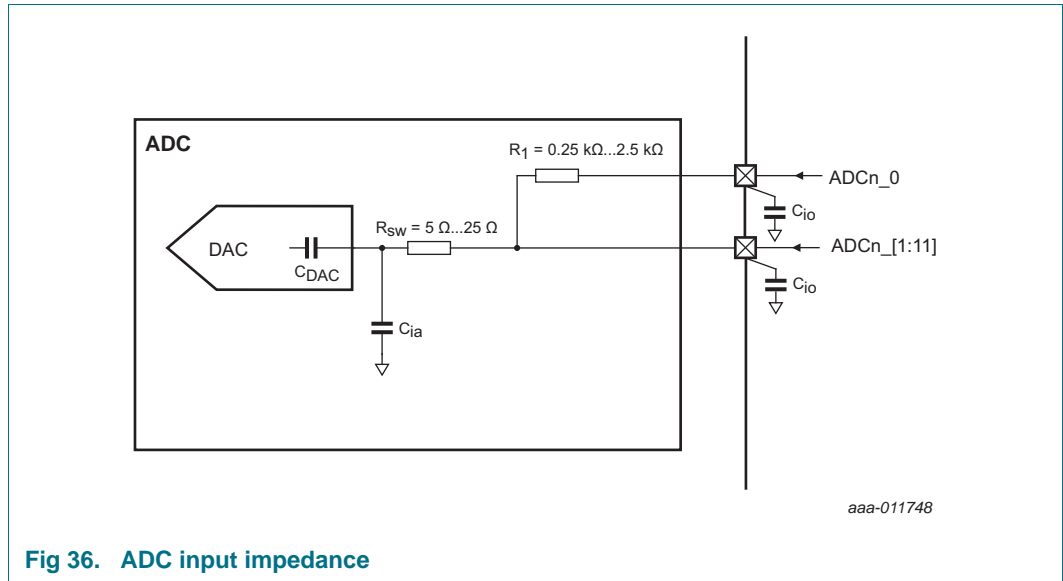 ADC
R1 = 0.25 kΩ...2.5 kΩ
ADCn_0
Cio
Rsw = 5 Ω...25 Ω
DAC
CDAC
ADCn_[1:11]
Cio
Cia
aaa-011748
Fig 36. ADC input impedance